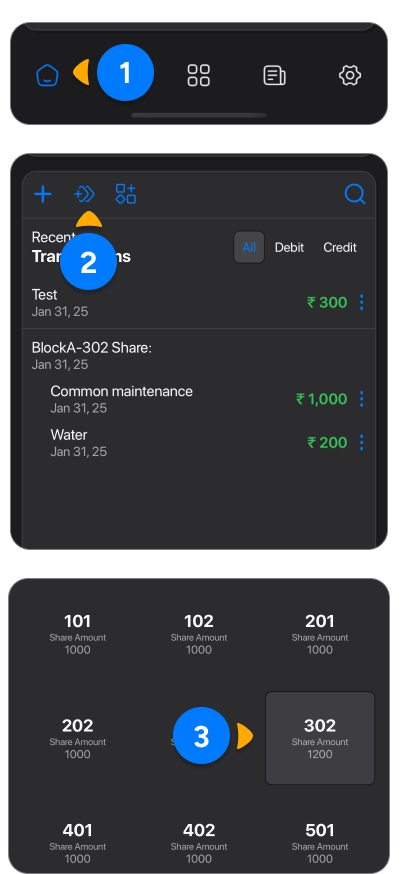 1
Recent
All
Debit
Credit
2
Test
₹ 300
Jan 31, 25
BlockA-302 Share:
Jan 31, 25
Common maintenance
₹ 1,000
Jan 31, 25
Water
₹ 200
Jan 31, 25
101
102
201
Share Amount
Share Amount
Share Amount
1000
1000
1000
202
3
302
Share Amount
Share Amount
1000
1200
401
402
501
Share Amount
Share Amount
Share Amount
1000
1000
1000